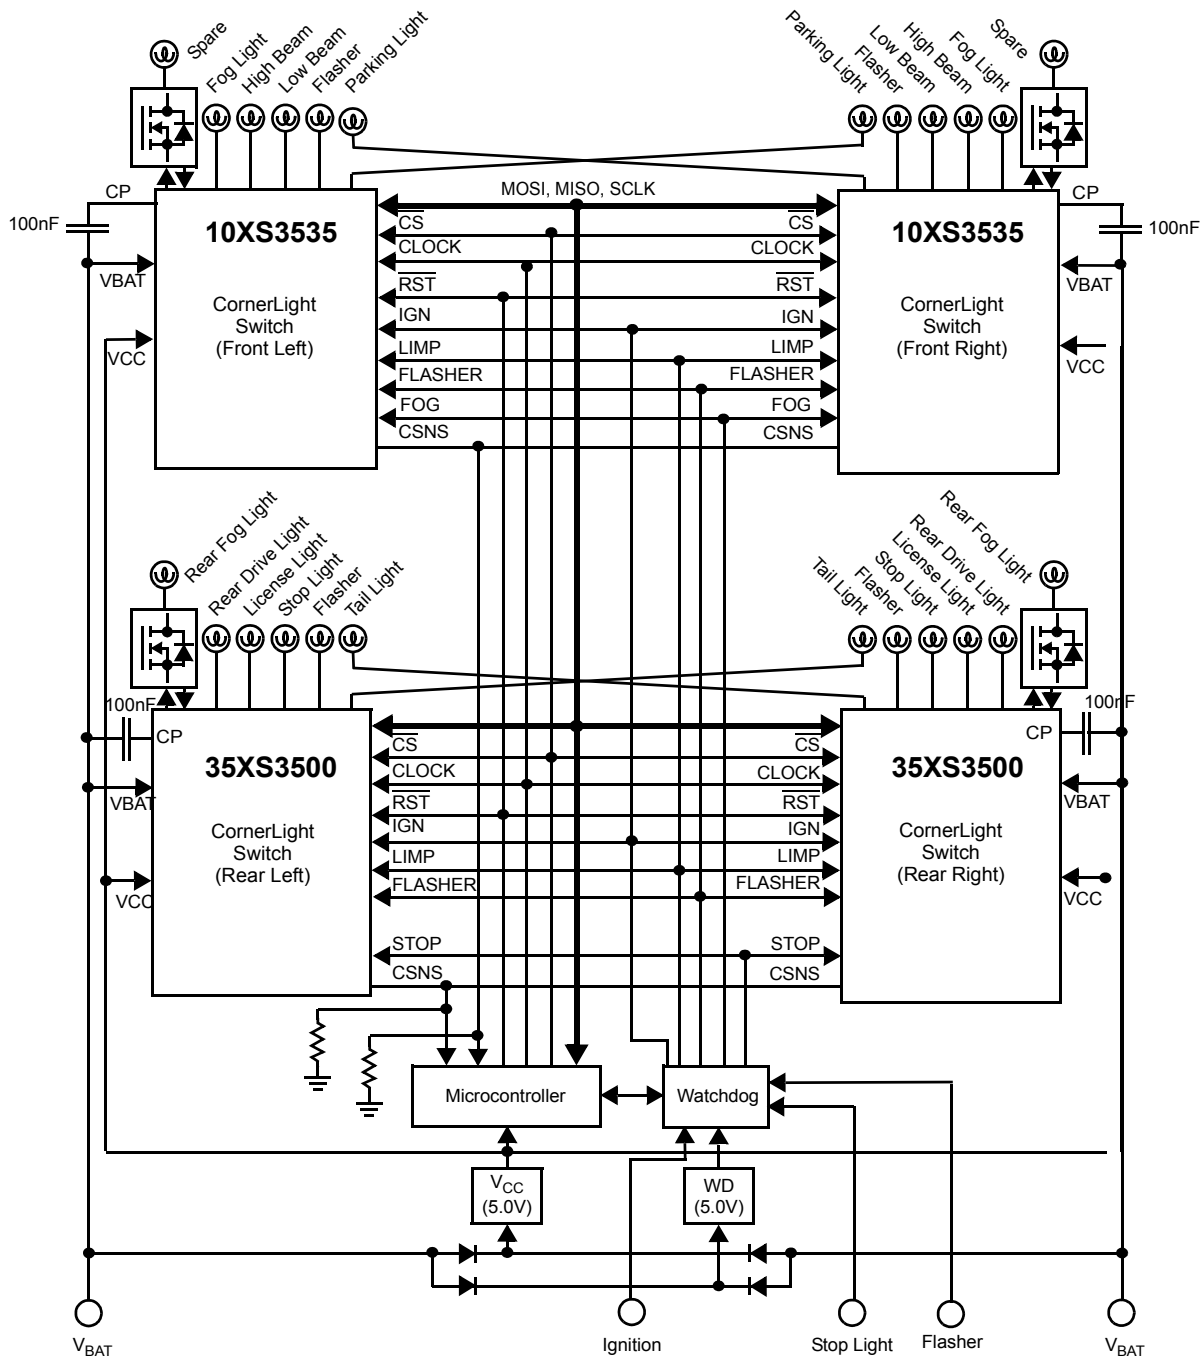 Spare
Fog Light
High Beam
Low Beam
Flasher
Parking Light
Parking Light
Flasher
Low Beam
High Beam
Fog Light
Spare
CP
100nF
VBAT
VCC
10XS3535
CornerLight
Switch
(Front Left)
MOSI, MISO, SCLK
CS
CS
CLOCK
CLOCK
RST
RST
IGN
IGN
LIMP
LIMP
FLASHER
FLASHER
FOG
FOG
CSNS
CSNS
10XS3535
CornerLight
Switch
(Front Right)
CP
100nF
VBAT
VCC
Rear Fog Light
Rear Drive Light
License Light
Stop Light
Flasher
Tail Light
Tail Light
Flasher
Stop Light
License Light
Rear Drive Light
Rear Fog Light
100nF
CP
VBAT
VCC
35XS3500
CornerLight
Switch
(Rear Left)
CS
CS
CLOCK
CLOCK
RST
RST
IGN
IGN
LIMP
LIMP
FLASHER
FLASHER
STOP
STOP
CSNS
CSNS
35XS3500
CornerLight
Switch
(Rear Right)
100nF
CP
VBAT
VCC
Microcontroller
Watchdog
VCC
(5.0V)
WD
(5.0V)
VBAT
Ignition
Stop Light
Flasher
VBAT